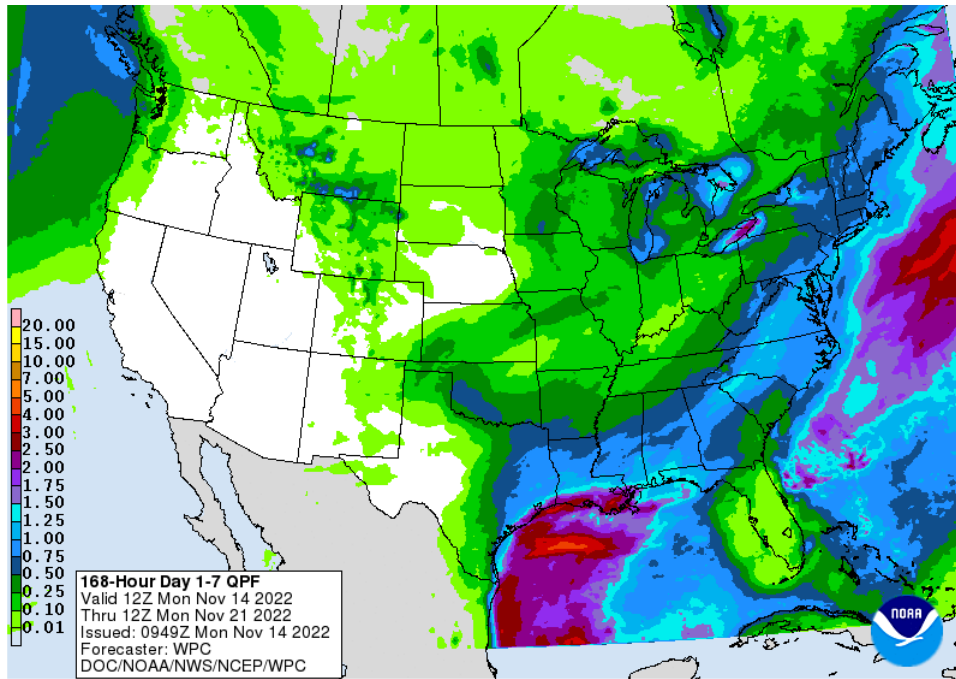 20.00
15.00
10.00
7.00
5.00
4.00
3.00
2.50
2.00
1.75
1.50
1.25
1.00
0.75
0.50
0.25
0.10
0.01
168-Hour Day 1-7 QPF
Valid 12Z Mon Nov 14 2022
Thru 12Z Mon Nov 21 2022
Issued: 0949Z Mon Nov 14 2022
Forecaster: WPC
DOC/NOAA/NWS/NCEP/WPC
NOAA